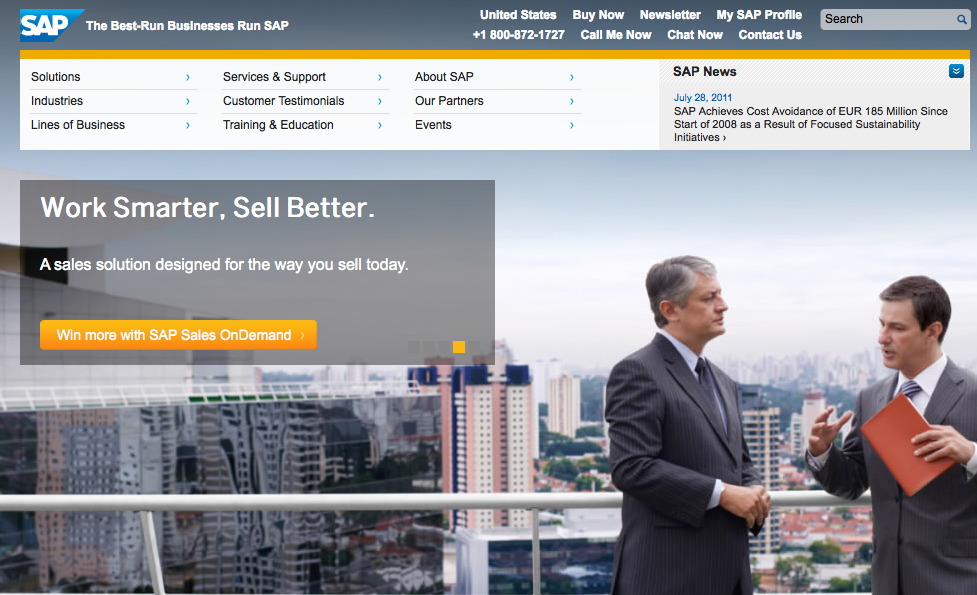 SAP
The Best-Run Businesses Run SAP
United States Buy Now Newsletter My SAP Profile
+1 800-872-1727 Call Me Now Chat Now Contact Us
Search
Solutions ›
Industries ›
Lines of Business ›
Services & Support ›
Customer Testimonials ›
Training & Education ›
About SAP ›
Our Partners ›
Events ›
SAP News
July 28, 2011
SAP Achieves Cost Avoidance of EUR 185 Million Since
Start of 2008 as a Result of Focused Sustainability
Initiatives ›
Work Smarter, Sell Better.
A sales solution designed for the way you sell today.
Win more with SAP Sales OnDemand ›